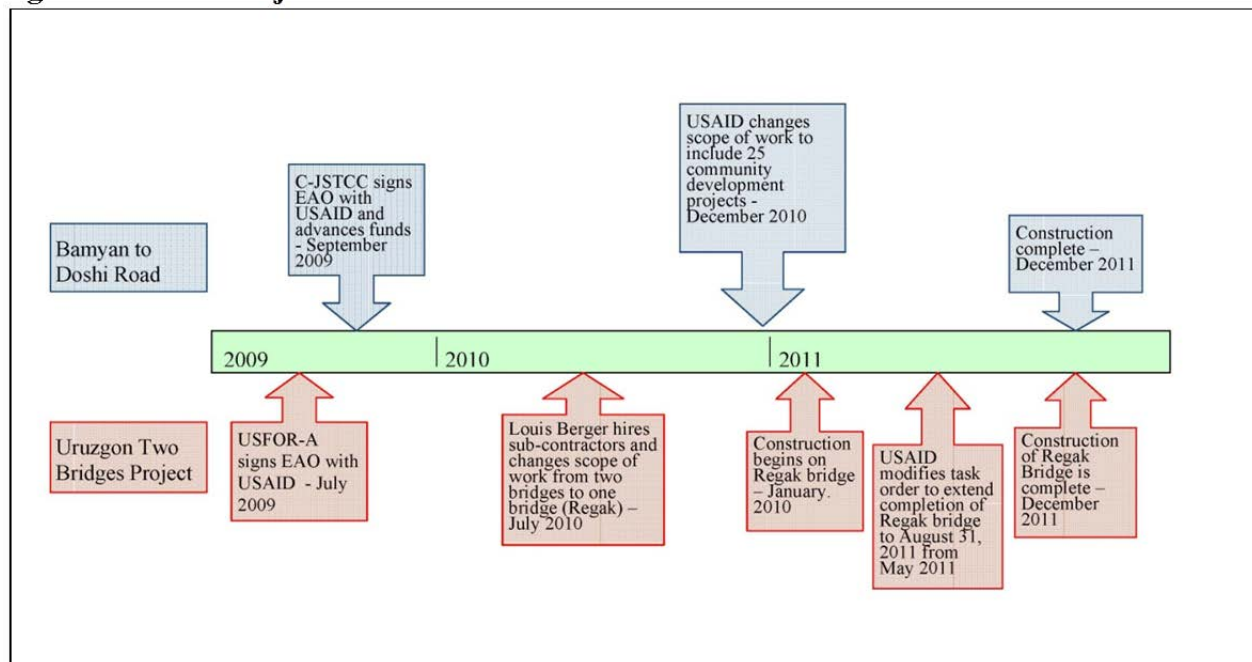 C-JSTCC signs
EAO with
USAID and
advances funds
- September
2009
USAID changes
scope of work to
include 25
community
development
projects -
December 2010
Construction
complete –
December 2011
Bamyan to
Doshi Road
2009
2010
2011
Uruzgon Two
Bridges Project
USFOR-A
signs EAO with
USAID - July
2009
Louis Berger hires
sub-contractors and
changes scope of
work from two
bridges to one
bridge (Regak) –
July 2010
Construction
begins on
Regak bridge
– January.
2010
USAID
modifies task
order to extend
completion of
Regak bridge
to August 31,
2011 from
May 2011
Construction
of Regak
Bridge is
complete –
December
2011